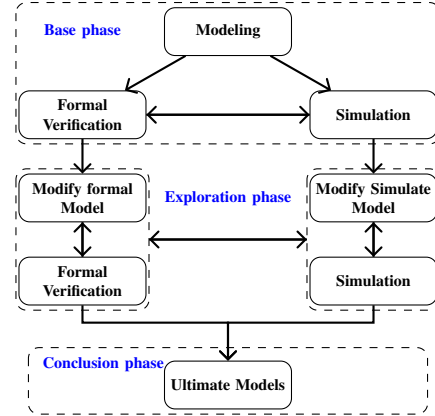 Base phase
Modeling
Formal
Verification
Simulation
Modify formal
Model
Exploration phase
Modify Simulate
Model
Formal
Verification
Simulation
Conclusion phase
Ultimate Models